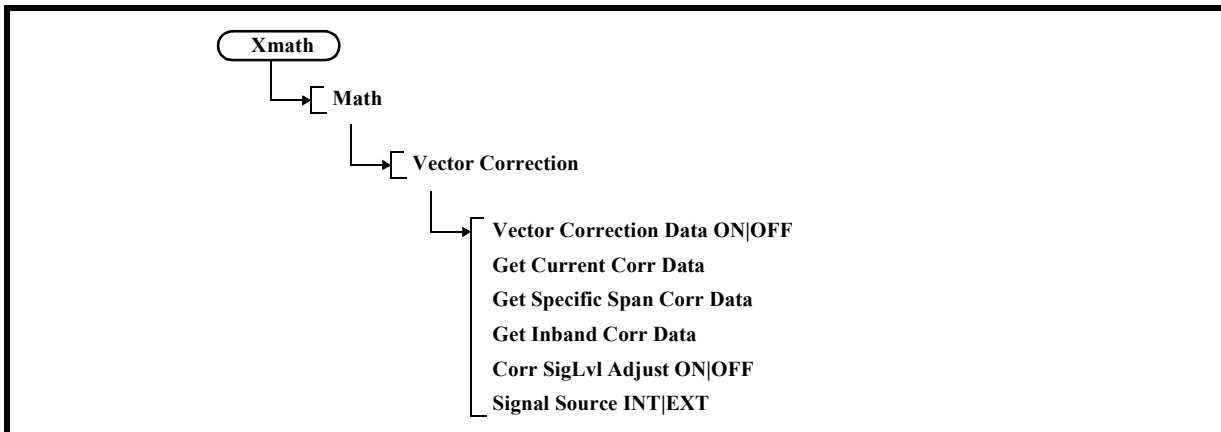 Xmath
Math
Vector Correction
Vector Correction Data ON|OFF
Get Current Corr Data
Get Specific Span Corr Data
Get Inband Corr Data
Corr SigLvl Adjust ON|OFF
Signal Source INT|EXT